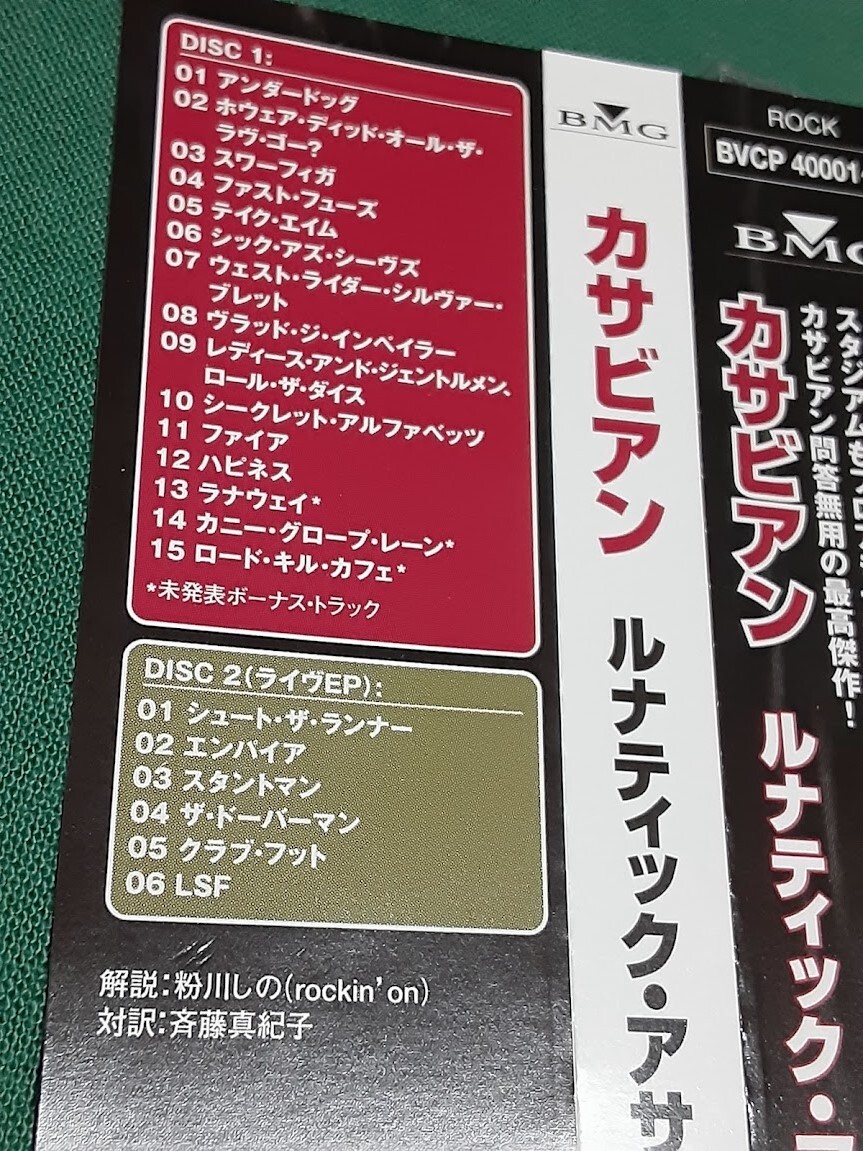 DISC 1:
01 アンダードッグ
02 ホウェア・ディッド・オール・ザ・
ラヴ・ゴー?
03 スワーフィガ
04 ファスト・フューズ
05 テイク・エイム
06 シック・アズ・シーヴズ
07 ウェスト・ライダー・シルヴァー・
ブレット
08 ヴラッド・ジ・インペイラー
09 レディース・アンド・ジェントルメン、
ロール・ザ・ダイス
10 シークレット・アルファベッツ
11 ファイア
12 ハピネス
13 ラナウェイ*
14 カニー・グローブ・レーン*
15 ロード・キル・カフェ*
*未発表ボーナス・トラック
DISC 2(ライヴEP):
01 シュート・ザ・ランナー
02 エンパイア
03 スタントマン
04 ザ・ドーバーマン
05 クラブ・フット
06 LSF
解説:粉川しの(rockin'on)
対訳:斉藤真紀子
BMG
カサビアン
ルナティック・アサ
ROCK
BVCP 40001
BMG
スタジアムもフロ
カサビアン問答無用の最高傑作!
カサビアン
ルナティック・